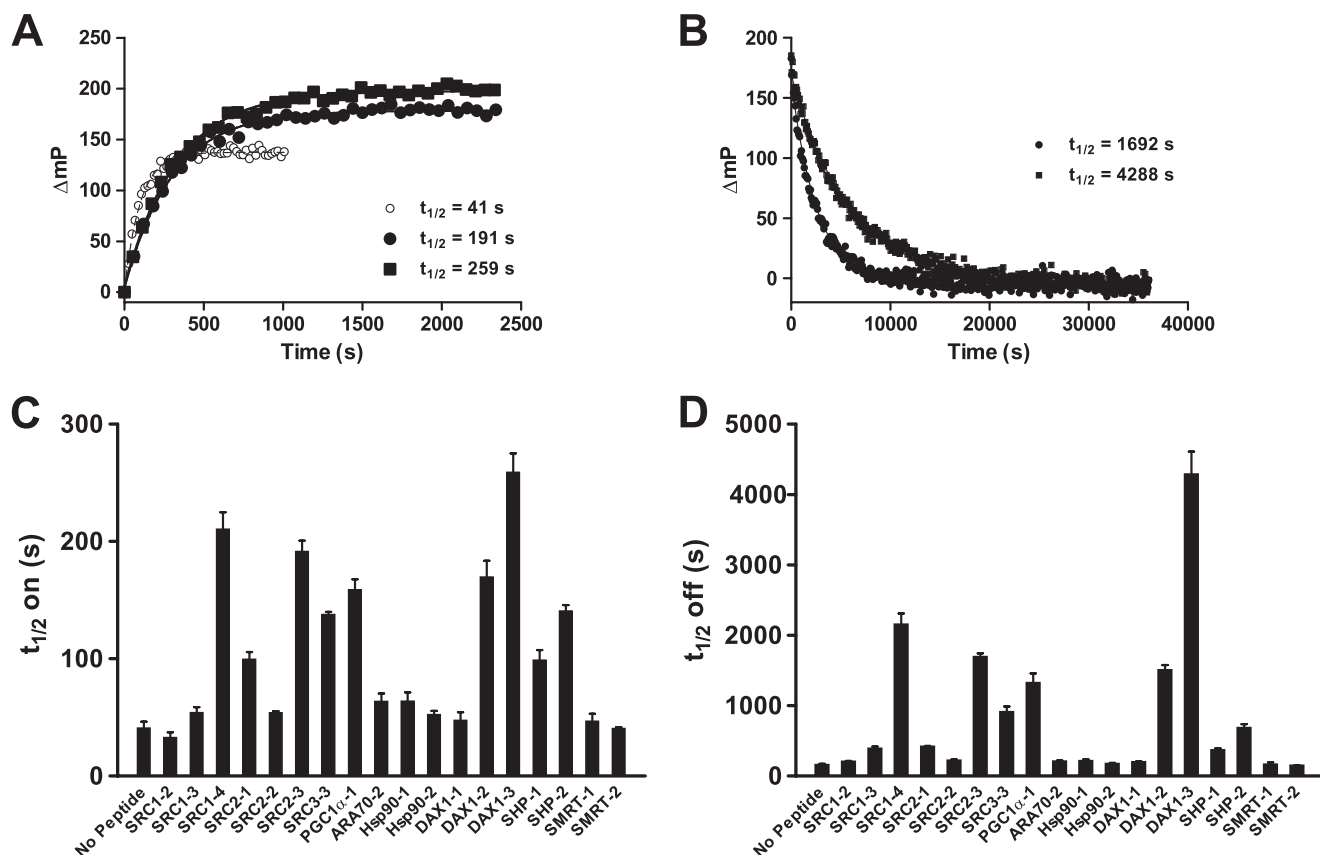 A
250
200
150
100
50
0
ΔmP
0 500 1000 1500 2000 2500
Time (s)
t1/2 = 41 s
t1/2 = 191 s
t1/2 = 259 s
B
200
150
100
50
0
ΔmP
0 10000 20000 30000 40000
Time (s)
t1/2 = 1692 s
t1/2 = 4288 s
C
300
200
100
0
t1/2 on (s)
No Peptide
SRC1-2
SRC1-3
SRC1-4
SRC2-1
SRC2-2
SRC2-3
SRC3-3
PGC1α-1
ARA70-2
Hsp90-1
Hsp90-2
DAX1-1
DAX1-2
DAX1-3
SHP-1
SHP-2
SMRT-1
SMRT-2
D
5000
4000
3000
2000
1000
0
t1/2 off (s)
No Peptide
SRC1-2
SRC1-3
SRC1-4
SRC2-1
SRC2-2
SRC2-3
SRC3-3
PGC1α-1
ARA70-2
Hsp90-1
Hsp90-2
DAX1-1
DAX1-2
DAX1-3
SHP-1
SHP-2
SMRT-1
SMRT-2